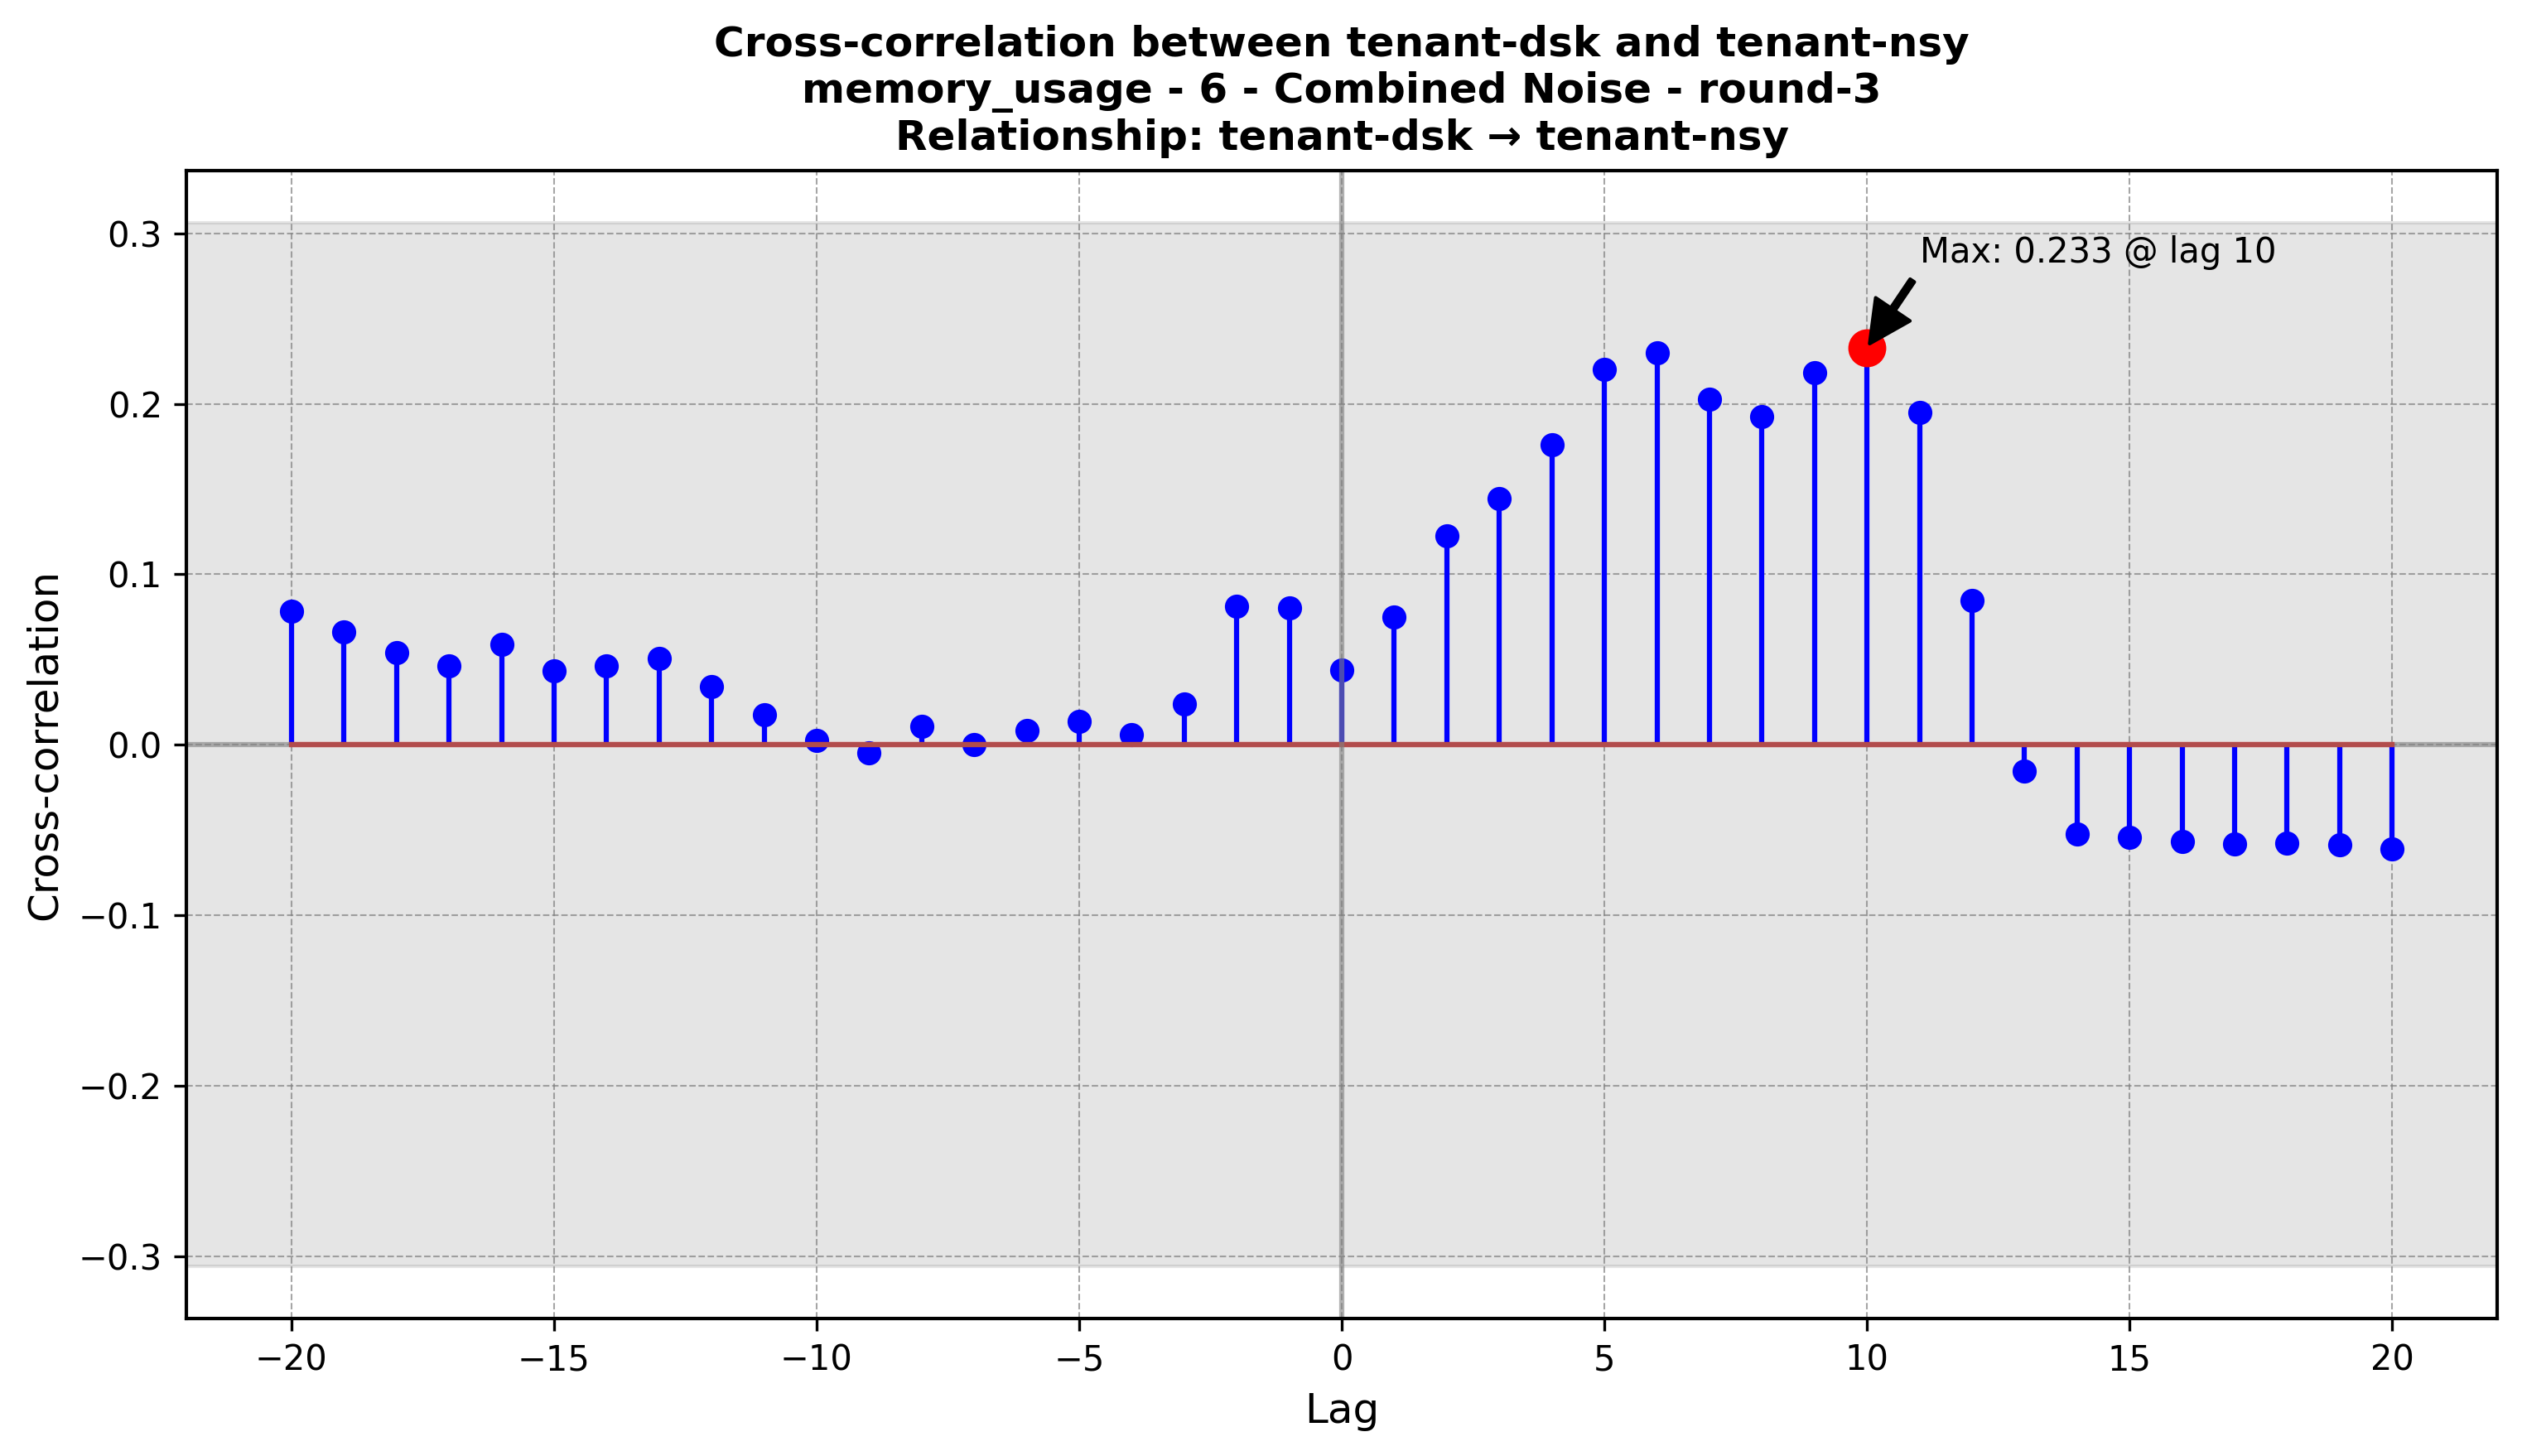 Cross-correlation between tenant-dsk and tenant-nsy
memory_usage - 6 - Combined Noise - round-3
Relationship: tenant-dsk → tenant-nsy
Max: 0.233 @ lag 10
Cross-correlation
0.3
0.2
0.1
0.0
−0.1
−0.2
−0.3
−20 −15 −10 −5 0 5 10 15 20
Lag